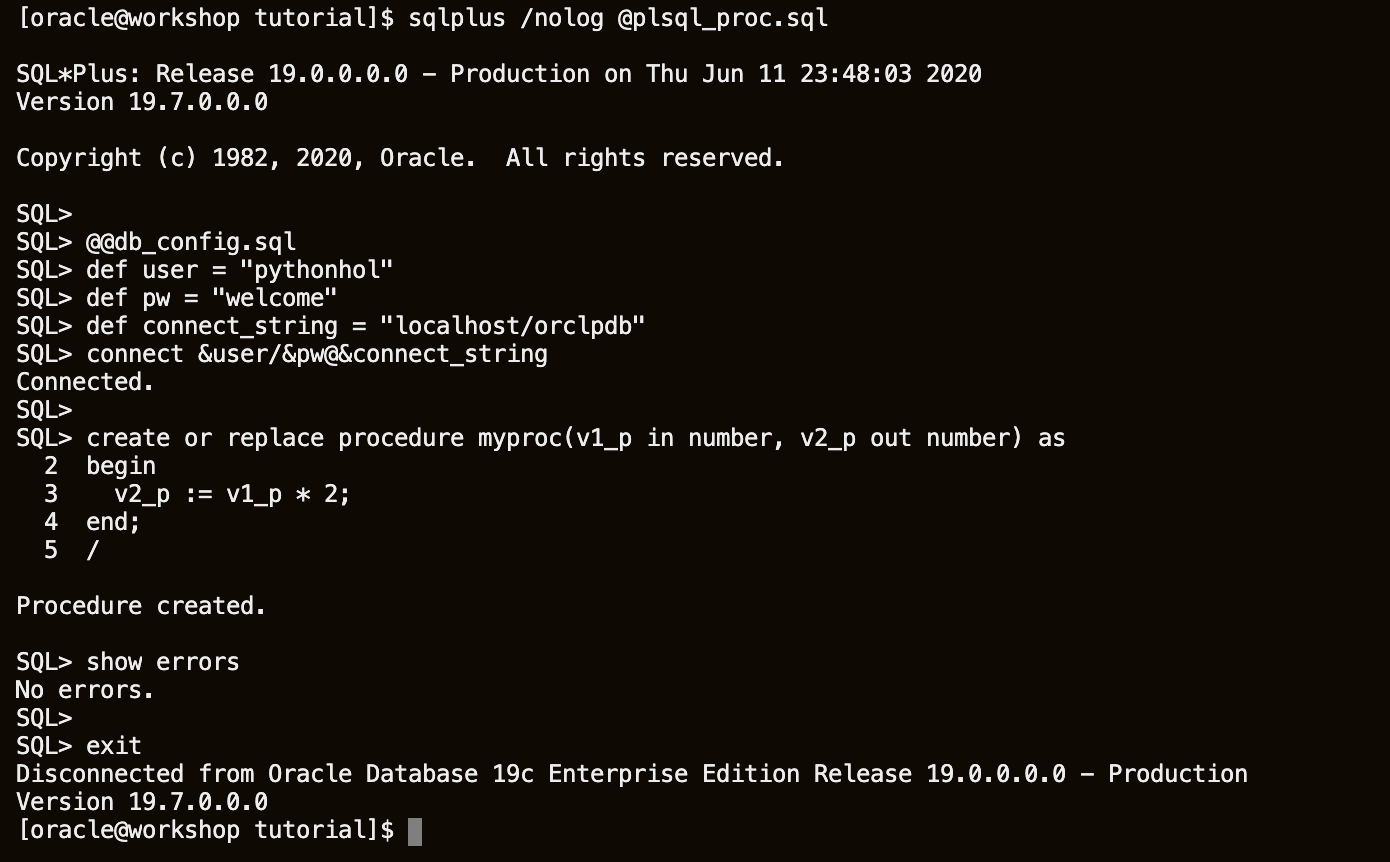 [oracle@workshop tutorial]$ sqlplus /nolog @plsql_proc.sql
SQL*Plus: Release 19.0.0.0.0 – Production on Thu Jun 11 23:48:03 2020
Version 19.7.0.0.0
Copyright (c) 1982, 2020, Oracle.  All rights reserved.
SQL>
SQL> @@db_config.sql
SQL> def user = "pythonhol"
SQL> def pw = "welcome"
SQL> def connect_string = "localhost/orclpdb"
SQL> connect &user/&pw@&connect_string
Connected.
SQL>
SQL> create or replace procedure myproc(v1_p in number, v2_p out number) as
  2  begin
  3    v2_p := v1_p * 2;
  4  end;
  5  /
Procedure created.
SQL> show errors
No errors.
SQL>
SQL> exit
Disconnected from Oracle Database 19c Enterprise Edition Release 19.0.0.0.0 – Production
Version 19.7.0.0.0
[oracle@workshop tutorial]$